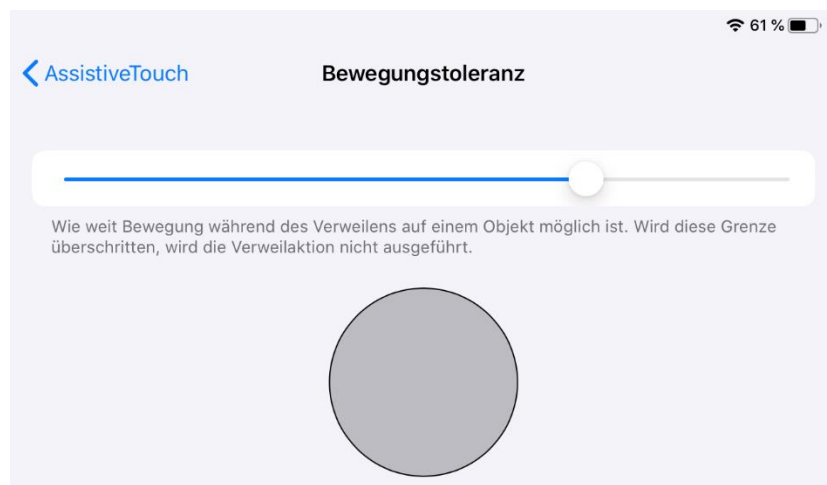 61 %
AssistiveTouch
Bewegungstoleranz
Wie weit Bewegung während des Verweilens auf einem Objekt möglich ist. Wird diese Grenze
überschritten, wird die Verweilaktion nicht ausgeführt.